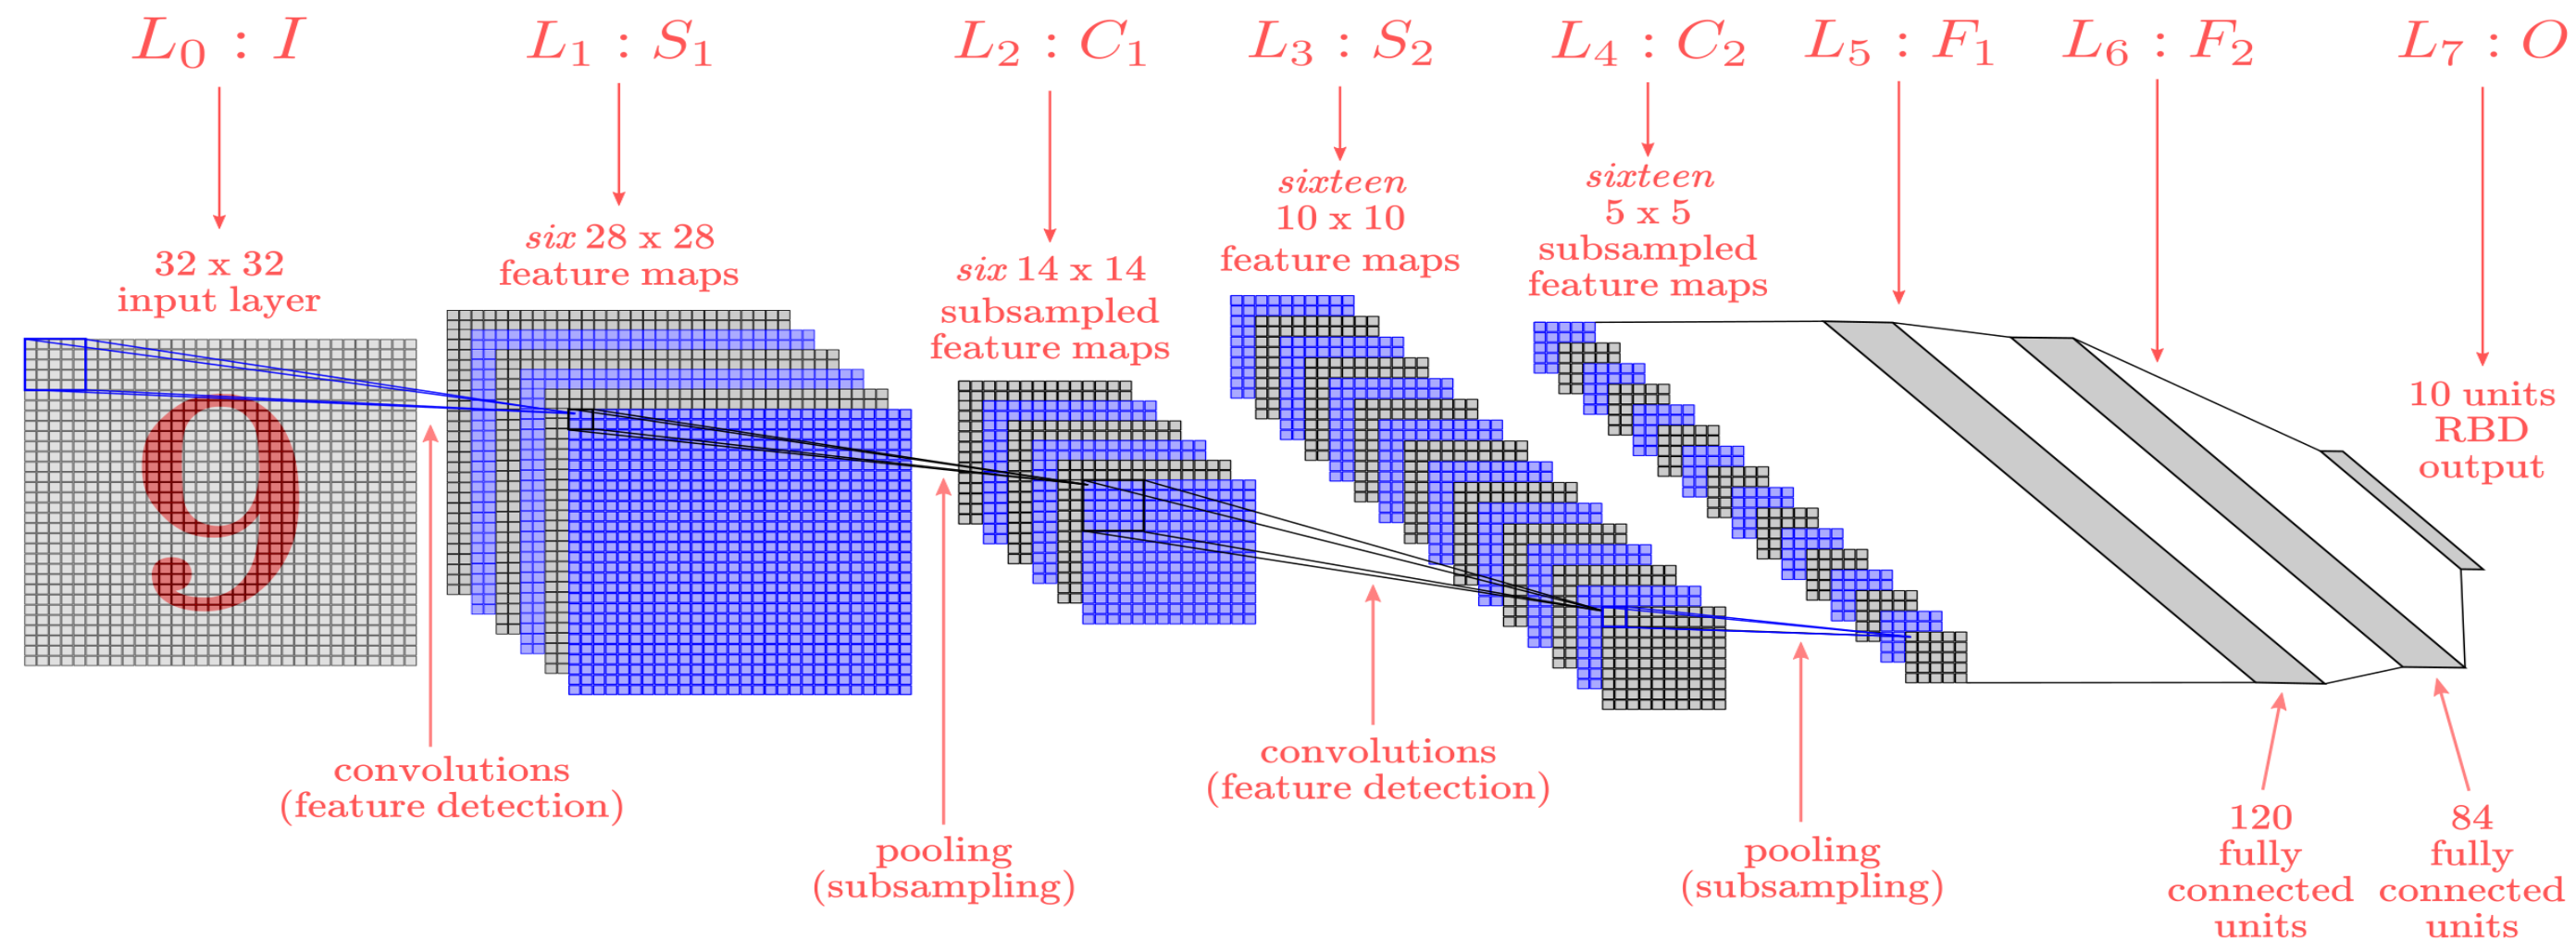 L₀ : I
L₁ : S₁
L₂ : C₁
L₃ : S₂
L₄ : C₂
L₅ : F₁
L₆ : F₂
L₇ : O
32 x 32
input layer
six 28 x 28
feature maps
six 14 x 14
subsampled
feature maps
sixteen
10 x 10
feature maps
sixteen
5 x 5
subsampled
feature maps
10 units
RBD
output
9
convolutions
(feature detection)
pooling
(subsampling)
convolutions
(feature detection)
pooling
(subsampling)
120
fully
connected
units
84
fully
connected
units